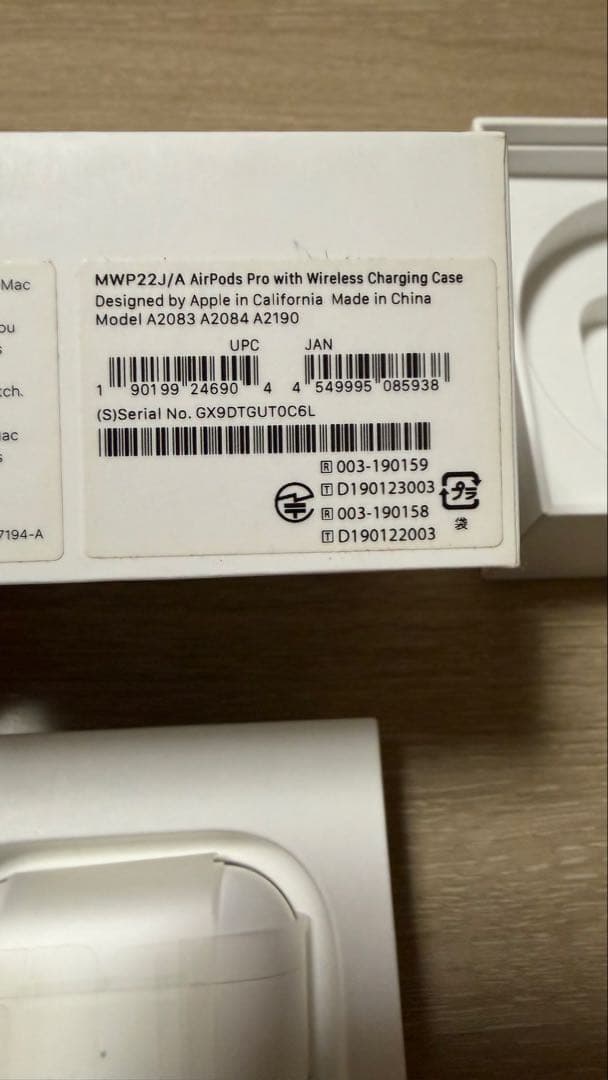 Mac
ou
s
tch.
ac
s
7194-A
MWP22J/A AirPods Pro with Wireless Charging Case
Designed by Apple in California Made in China
Model A2083 A2084 A2190
UPC JAN
1 90199 24690 4 4 549995 085938
(S)Serial No. GX9DTGUT0C6L
R 003-190159
T D190123003
R 003-190158
T D190122003
プラ
袋